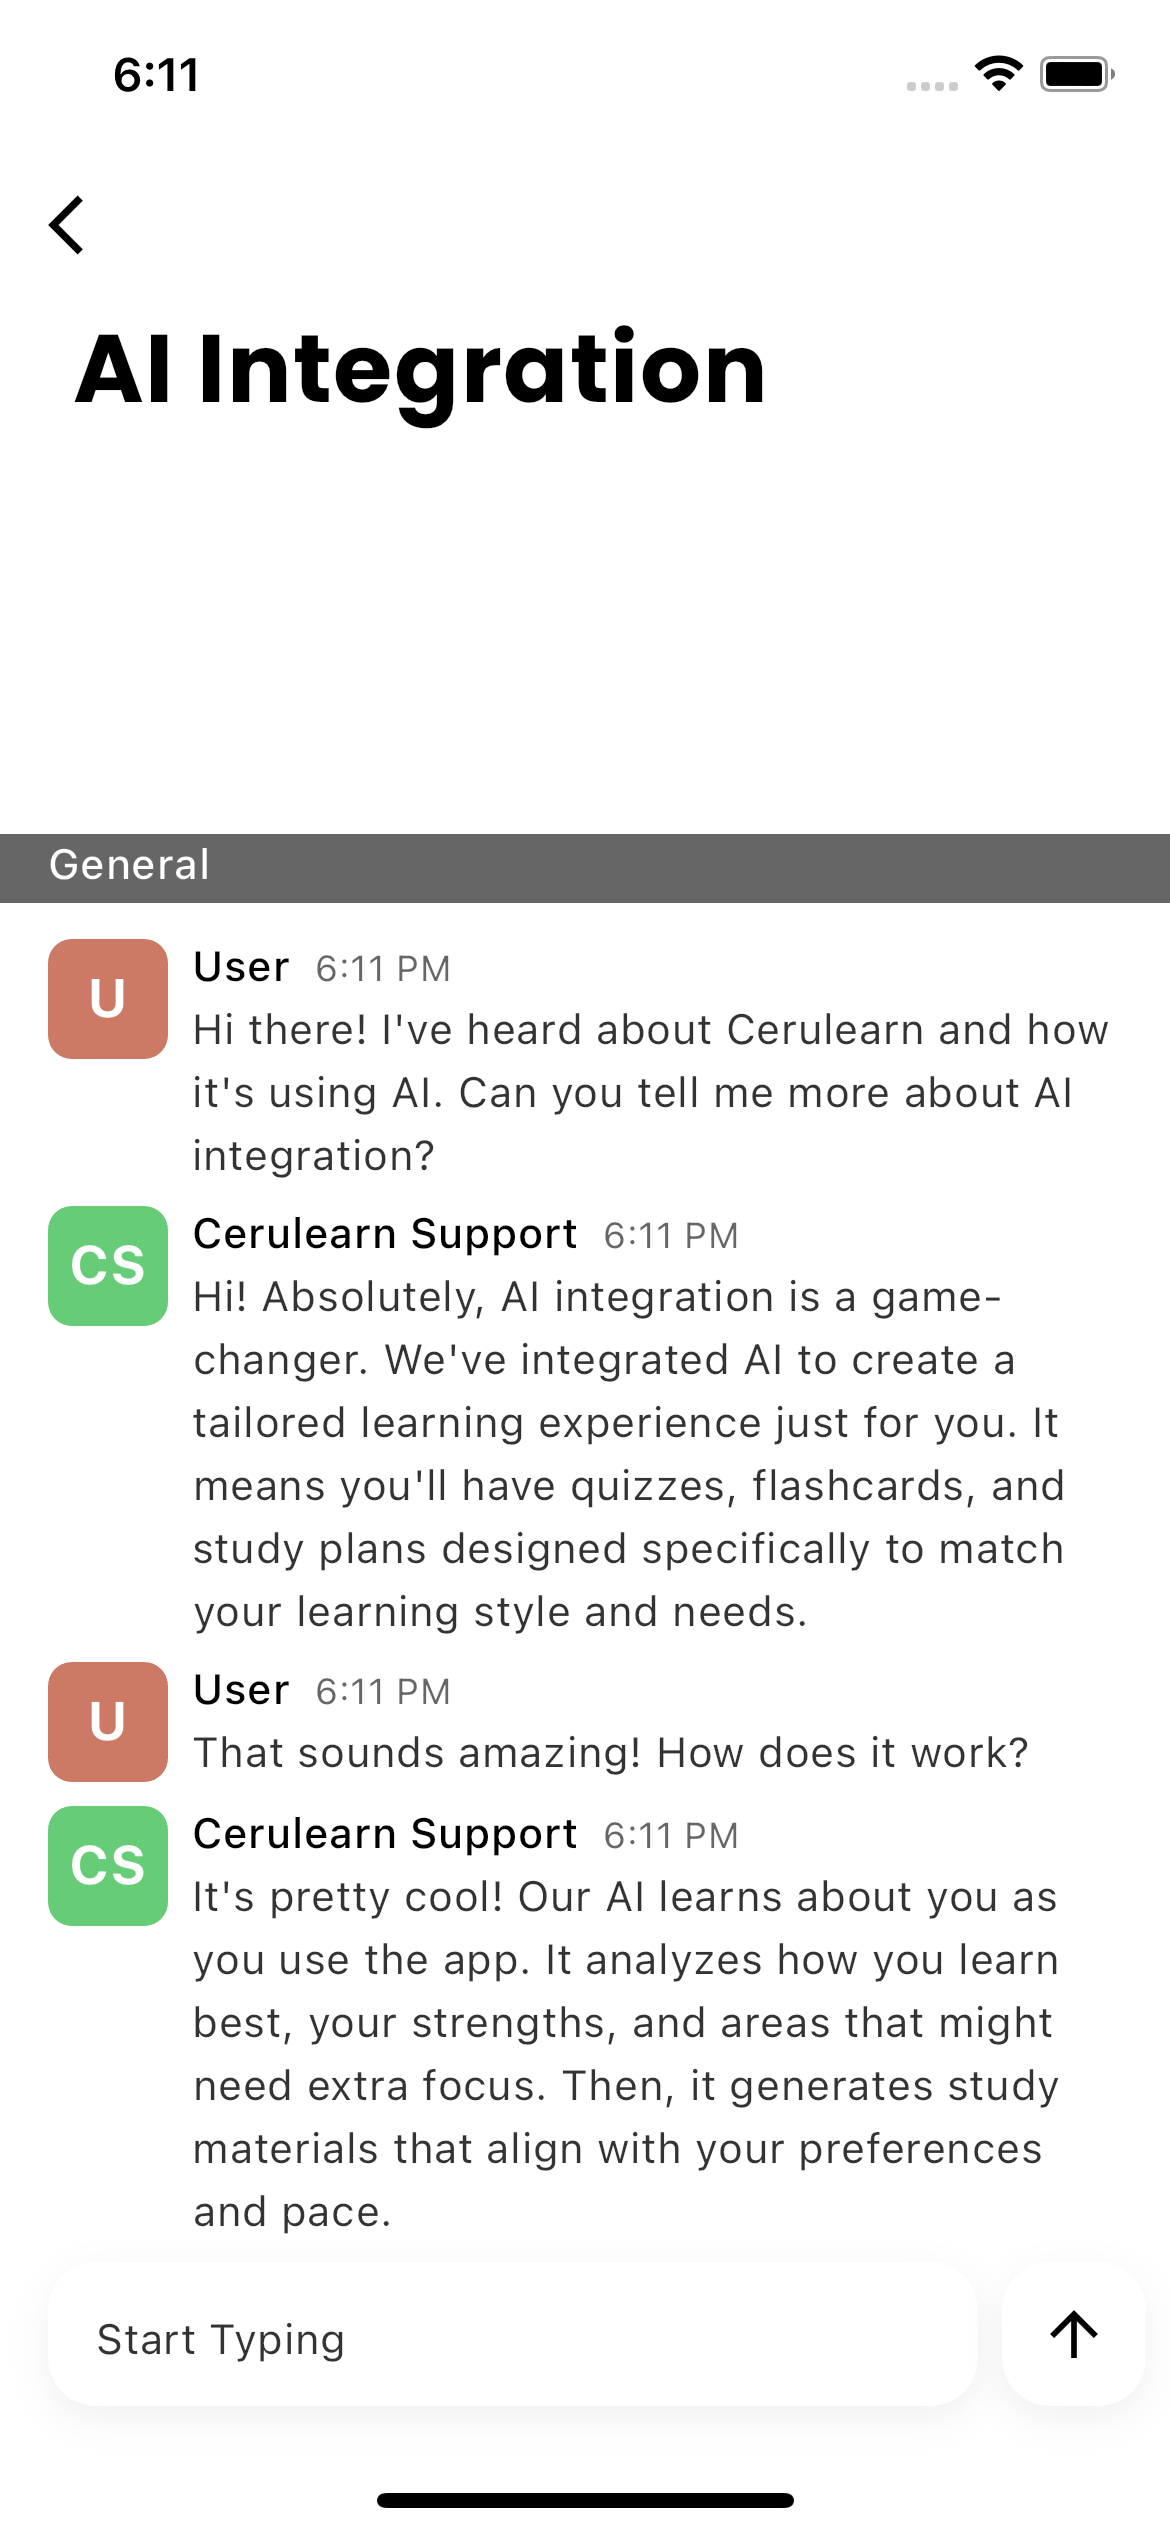 6:11
AI Integration
General
U
User 6:11 PM
Hi there! I've heard about Cerulearn and how
it's using AI. Can you tell me more about AI
integration?
CS
Cerulearn Support 6:11 PM
Hi! Absolutely, AI integration is a game-
changer. We've integrated AI to create a
tailored learning experience just for you. It
means you'll have quizzes, flashcards, and
study plans designed specifically to match
your learning style and needs.
U
User 6:11 PM
That sounds amazing! How does it work?
CS
Cerulearn Support 6:11 PM
It's pretty cool! Our AI learns about you as
you use the app. It analyzes how you learn
best, your strengths, and areas that might
need extra focus. Then, it generates study
materials that align with your preferences
and pace.
Start Typing